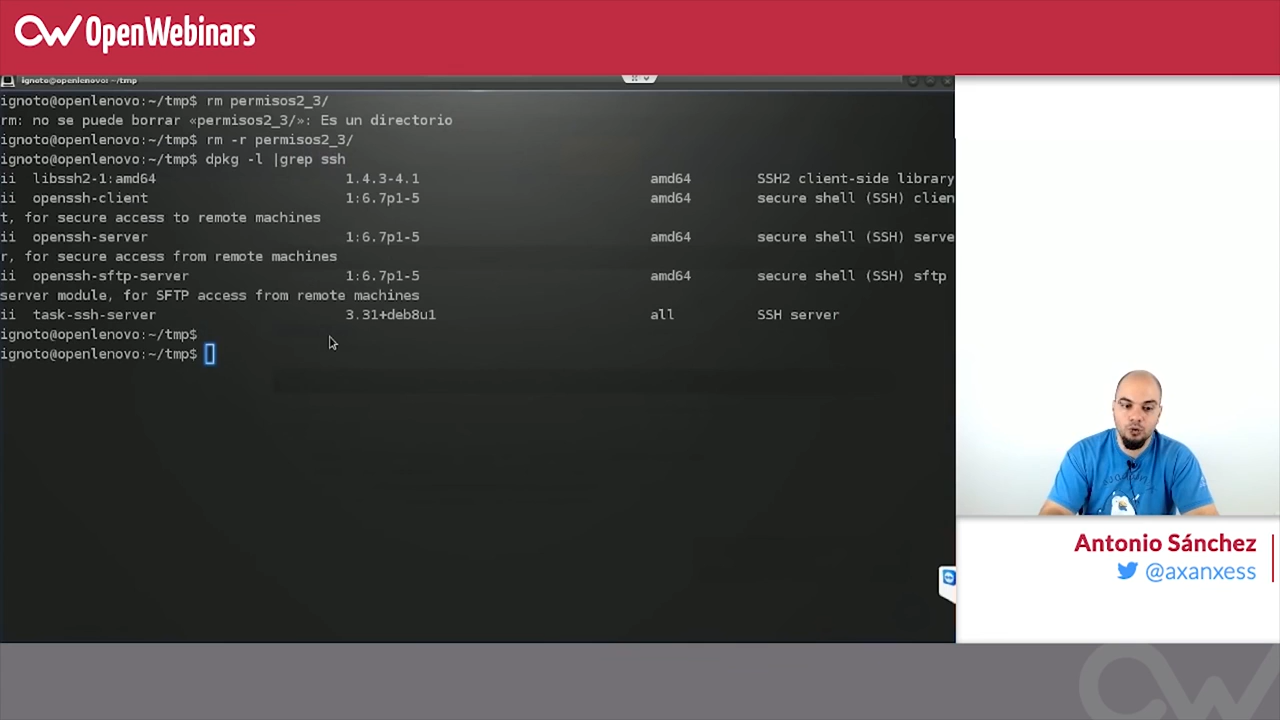 OpenWebinars
ignoto@openlenovo: ~/tmp
ignoto@openlenovo:~/tmp$ rm permisos2_3/
rm: no se puede borrar «permisos2_3/»: Es un directorio
ignoto@openlenovo:~/tmp$ rm -r permisos2_3/
ignoto@openlenovo:~/tmp$ dpkg -l |grep ssh
ii  libssh2-1:amd64 1.4.3-4.1 amd64 SSH2 client-side library
ii  openssh-client 1:6.7p1-5 amd64 secure shell (SSH) clien
t, for secure access to remote machines
ii  openssh-server 1:6.7p1-5 amd64 secure shell (SSH) serve
r, for secure access from remote machines
ii  openssh-sftp-server 1:6.7p1-5 amd64 secure shell (SSH) sftp
server module, for SFTP access from remote machines
ii  task-ssh-server 3.31+deb8u1 all SSH server
ignoto@openlenovo:~/tmp$
ignoto@openlenovo:~/tmp$
Antonio Sánchez
@axanxess